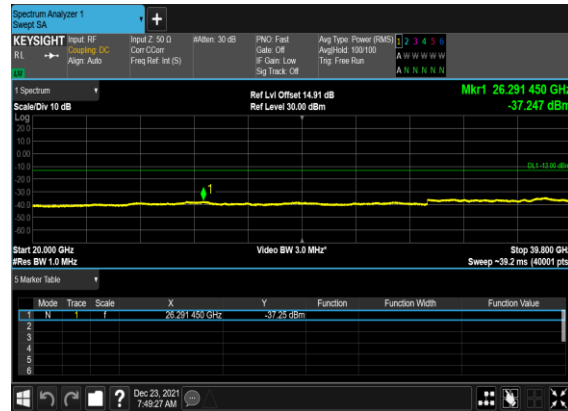 Spectrum Analyzer 1
Swept SA
+
KEYSIGHT Input: RF Input Z: 50 Ω #Atten: 30 dB PNO: Fast Avg Type: Power (RMS) 1 2 3 4 5 6
RL Coupling: DC Corr CCorr Gate: Off Avg|Hold: 100/100 A W W W W W
Align: Auto Freq Ref: Int (S) IF Gain: Low Trig: Free Run
Sig Track: Off A N N N N N
LW
1 Spectrum Ref Lvl Offset 14.91 dB Mkr1 26.291 450 GHz
Scale/Div 10 dB Ref Level 30.00 dBm -37.247 dBm
Log
20.0
10.0
0.00
-10.0 DL1 -13.00 dBm
-20.0
-30.0 1
-40.0
-50.0
-60.0
Start 20.000 GHz Video BW 3.0 MHz* Stop 39.800 GHz
#Res BW 1.0 MHz Sweep ~39.2 ms (40001 pts
5 Marker Table
Mode Trace Scale X Y Function Function Width Function Value
1 N 1 f 26.291 450 GHz -37.25 dBm
2
3
4
5
6
? Dec 23, 2021
7:49:27 AM